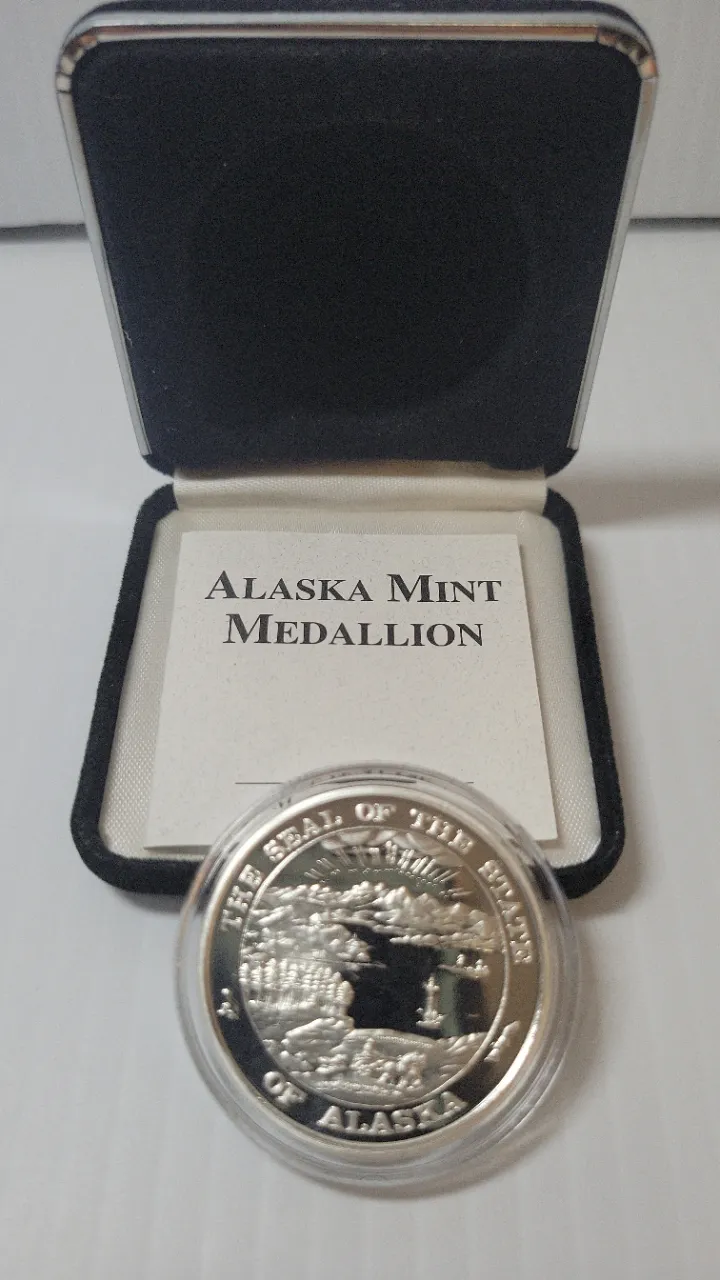 ALASKA MINT
MEDALLION
THE SEAL OF THE STATE
OF ALASKA